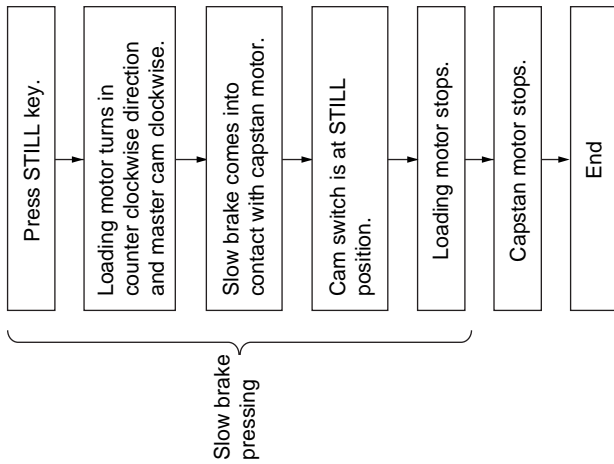 Press STILL key.
Loading motor turns in
counter clockwise direction
and master cam clockwise.
Slow brake comes into
contact with capstan motor.
Cam switch is at STILL
position.
Loading motor stops.
Capstan motor stops.
End
Slow brake
pressing